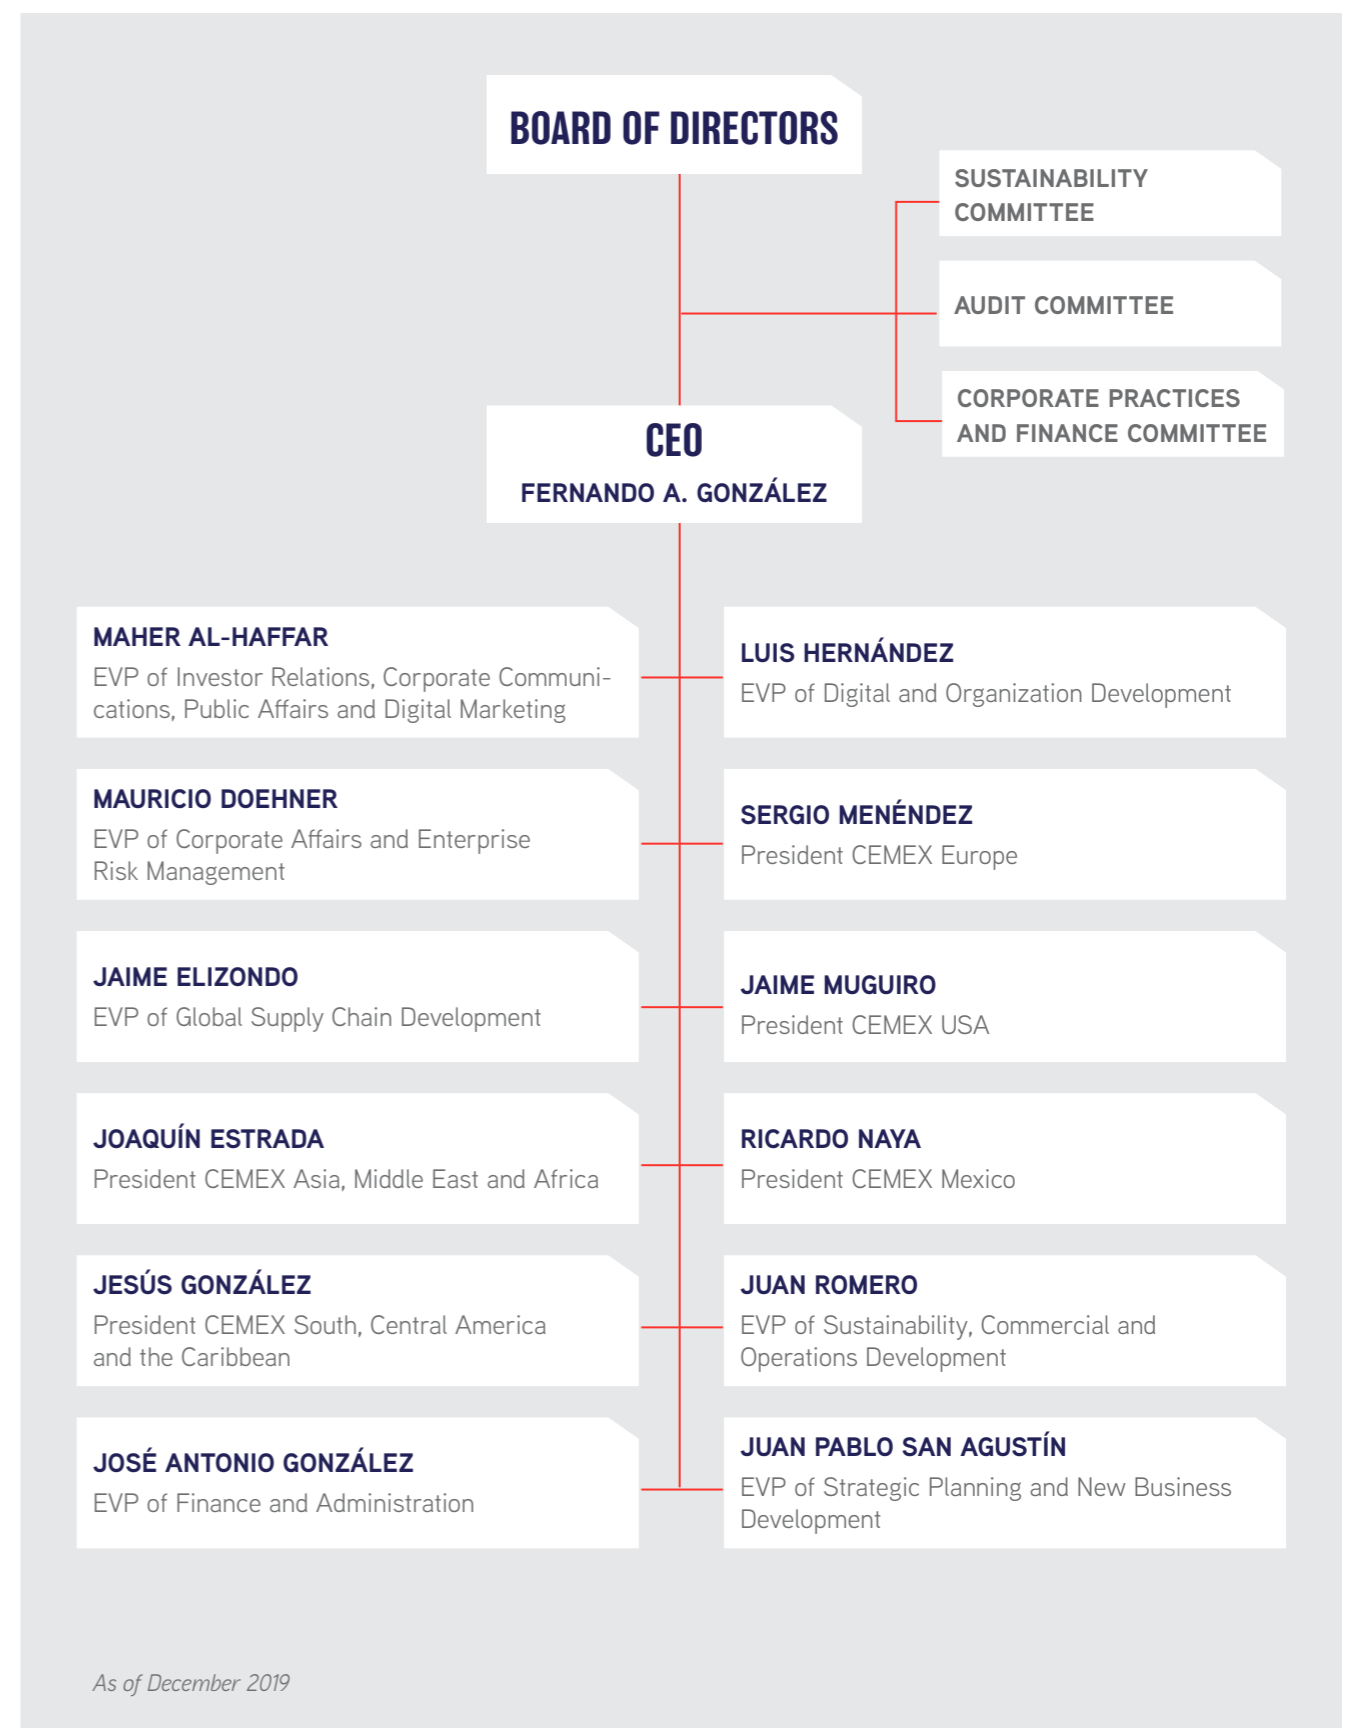 BOARD OF DIRECTORS
SUSTAINABILITY
COMMITTEE
AUDIT COMMITTEE
CORPORATE PRACTICES
AND FINANCE COMMITTEE
CEO
FERNANDO A. GONZÁLEZ
MAHER AL-HAFFAR
EVP of Investor Relations, Corporate Communi-
cations, Public Affairs and Digital Marketing
LUIS HERNÁNDEZ
EVP of Digital and Organization Development
MAURICIO DOEHNER
EVP of Corporate Affairs and Enterprise
Risk Management
SERGIO MENÉNDEZ
President CEMEX Europe
JAIME ELIZONDO
EVP of Global Supply Chain Development
JAIME MUGUIRO
President CEMEX USA
JOAQUÍN ESTRADA
President CEMEX Asia, Middle East and Africa
RICARDO NAYA
President CEMEX Mexico
JESÚS GONZÁLEZ
President CEMEX South, Central America
and the Caribbean
JUAN ROMERO
EVP of Sustainability, Commercial and
Operations Development
JOSÉ ANTONIO GONZÁLEZ
EVP of Finance and Administration
JUAN PABLO SAN AGUSTÍN
EVP of Strategic Planning and New Business
Development
As of December 2019